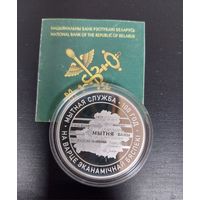 НАЦЫЯНАЛЬНЫ БАНК РЭСПУБЛІКІ БЕЛАРУСЬ
NATIONAL BANK OF THE REPUBLIC OF BELARUS
МЫТНАЯ СЛУЖБА
100 ГОД
НА ВАРЦЕ ЭКАНАМІЧНАЙ БЯСПЕКІ
МЫТНЯ